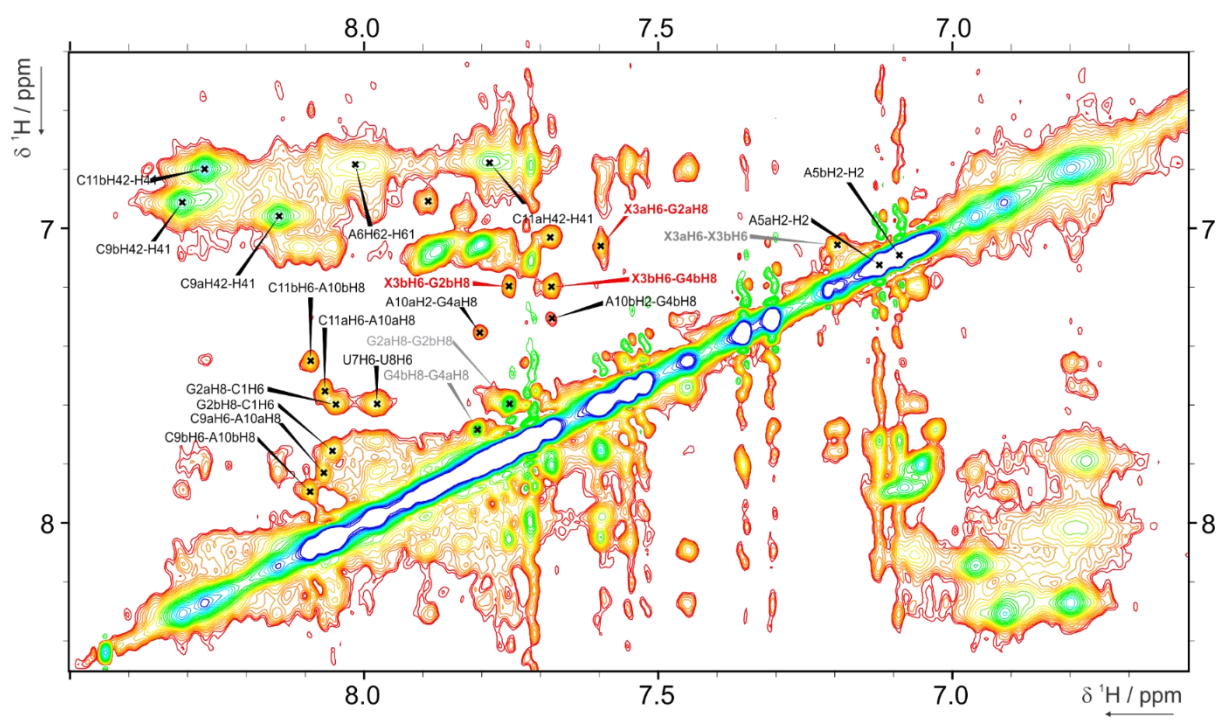 8.0 7.5 7.0
δ ¹H / ppm
C11bH42-H4
A5bH2-H2
C11aH42-H41
X3aH6-G2aH8
C9bH42-H41
A6H62-H61
A5aH2-H2
7.0 7
X3aH6-X3bH6
C9aH42-H41
X3bH6-G2bH8
X3bH6-G4bH8
C11bH6-A10bH8
A10aH2-G4aH8
A10bH2-G4bH8
C11aH6-A10aH8
G2aH8-G2bH8
U7H6-U8H6
G4bH8-G4aH8
G2aH8-C1H6
G2bH8-C1H6
C9aH6-A10aH8
C9bH6-A10bH8
8 8
8.0 7.5 7.0
δ ¹H / ppm